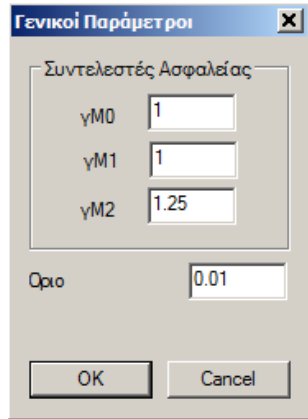 Γενικοί Παράμετροι
Συντελεστές Ασφαλείας
γM0 1
γM1 1
γM2 1.25
Οριο 0.01
OK Cancel